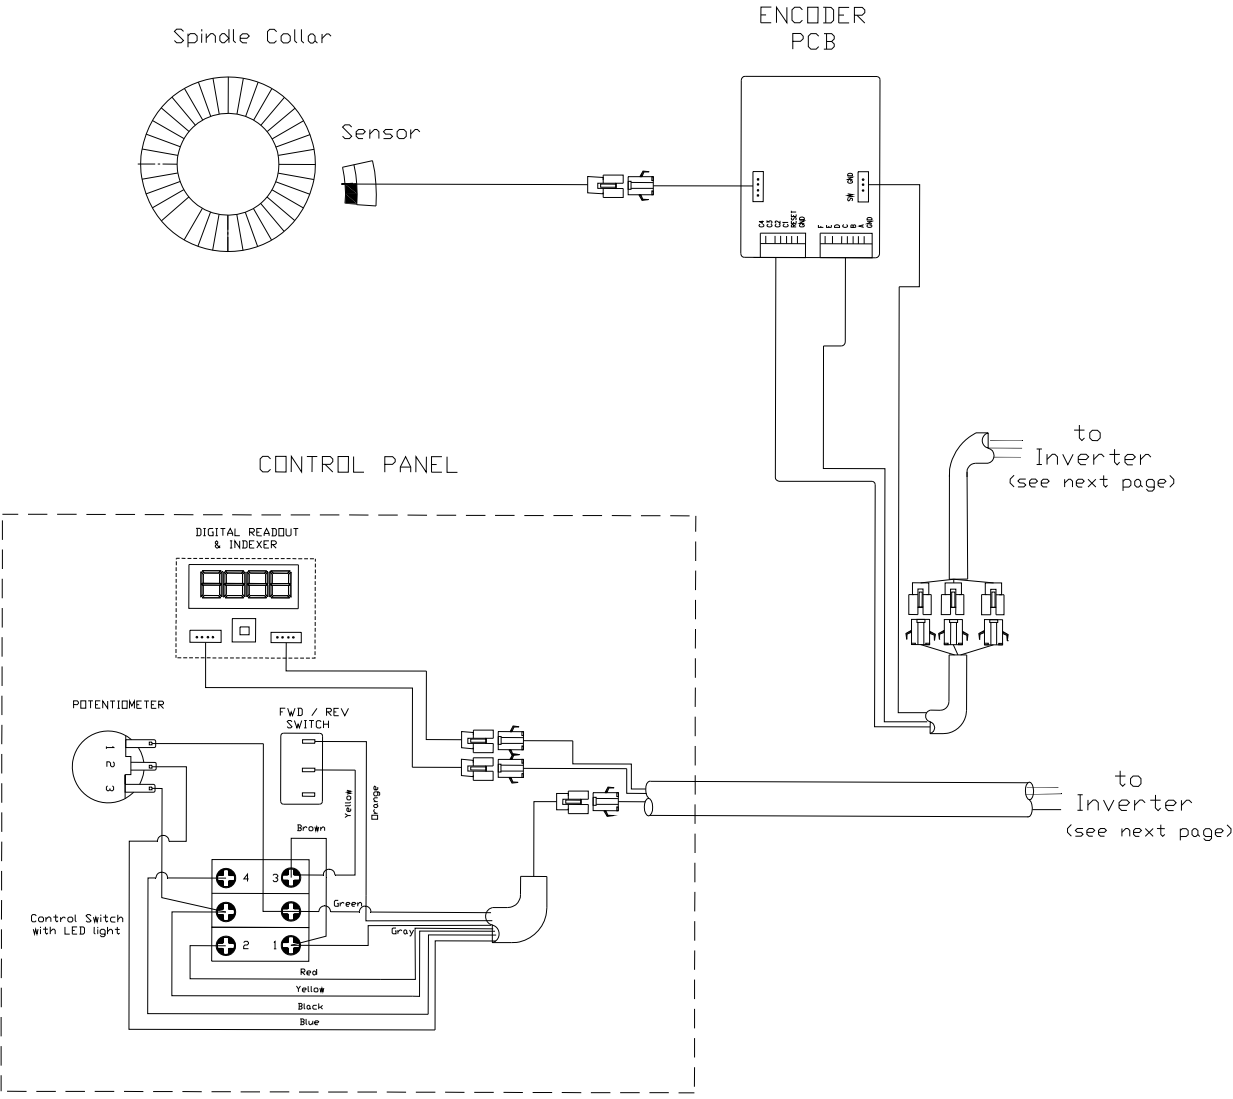 ENCODER
PCB
Spindle Collar
Sensor
GND
SW
C4
C3
C2
C1
RESET
GND
F
E
D
C
B
A
GND
to
Inverter
(see next page)
CONTROL PANEL
DIGITAL READOUT
& INDEXER
POTENTIOMETER
1
2
3
FWD / REV
SWITCH
Yellow
Orange
Brown
to
Inverter
(see next page)
4
3
Green
Control Switch
with LED light
Gray
2
1
Red
Yellow
Black
Blue